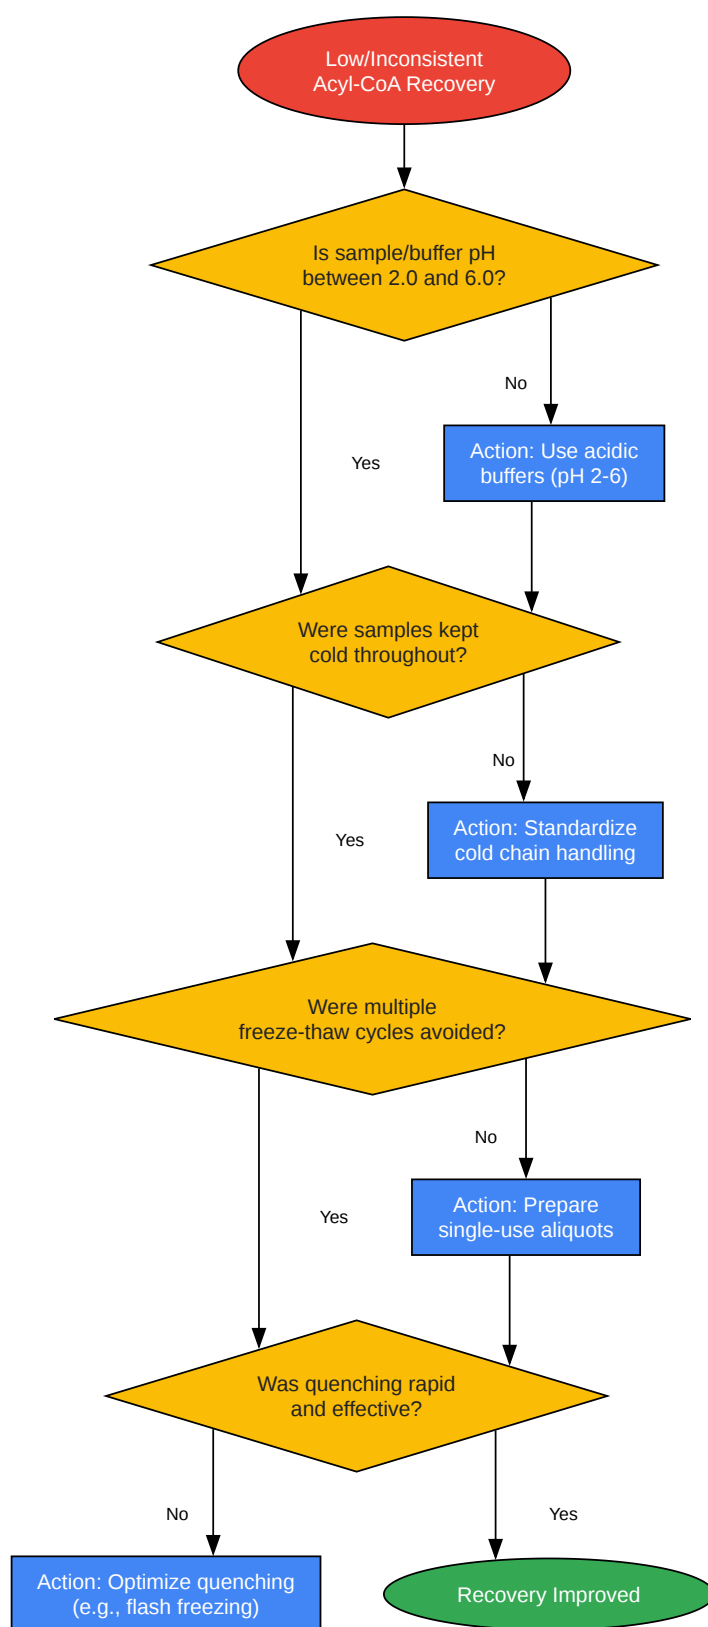 Low/Inconsistent
Acyl-CoA Recovery
Is sample/buffer pH
between 2.0 and 6.0?
No
Yes
Action: Use acidic
buffers (pH 2-6)
Were samples kept
cold throughout?
No
Yes
Action: Standardize
cold chain handling
Were multiple
freeze-thaw cycles avoided?
No
Yes
Action: Prepare
single-use aliquots
Was quenching rapid
and effective?
No
Yes
Action: Optimize quenching
(e.g., flash freezing)
Recovery Improved